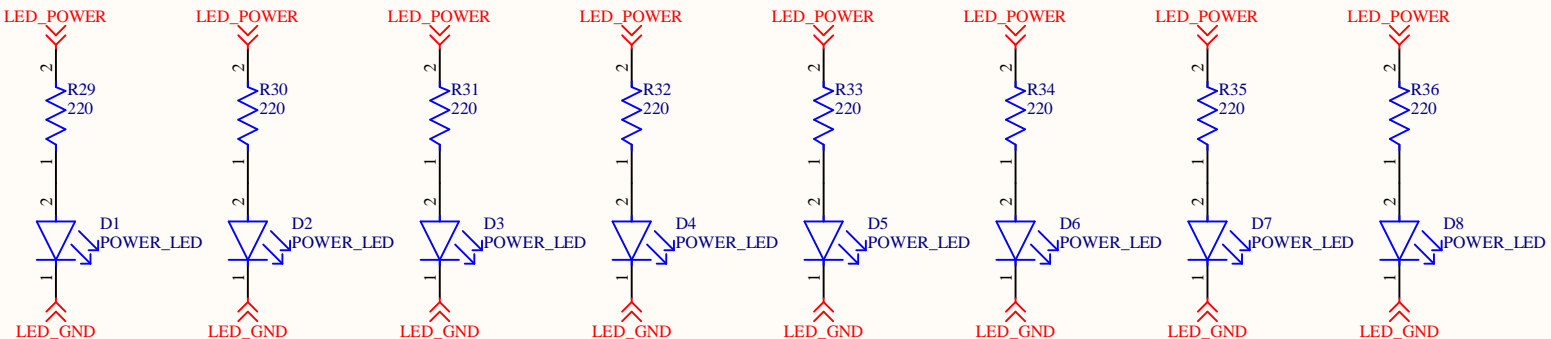 LED_POWER LED_POWER LED_POWER LED_POWER LED_POWER LED_POWER LED_POWER LED_POWER
2 2 2 2 2 2 2 2
R29 R30 R31 R32 R33 R34 R35 R36
220 220 220 220 220 220 220 220
1 1 1 1 1 1 1 1
2 2 2 2 2 2 2 2
D1 D2 D3 D4 D5 D6 D7 D8
POWER_LED POWER_LED POWER_LED POWER_LED POWER_LED POWER_LED POWER_LED POWER_LED
1 1 1 1 1 1 1 1
LED_GND LED_GND LED_GND LED_GND LED_GND LED_GND LED_GND LED_GND